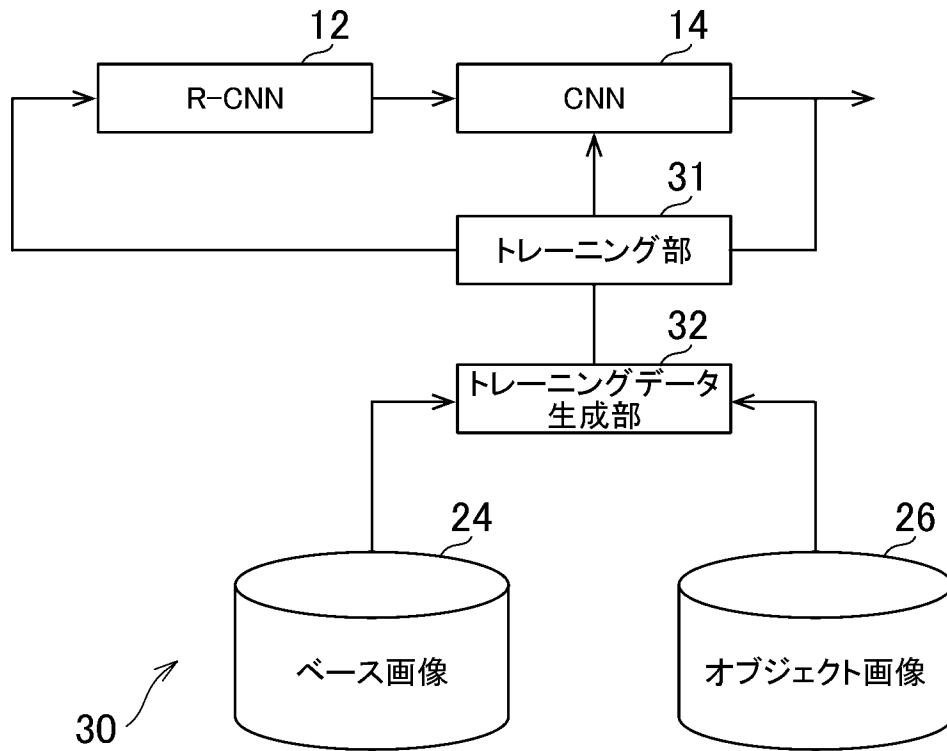 12
14
R-CNN
CNN
31
トレーニング部
32
トレーニングデータ
生成部
24
26
ベース画像
オブジェクト画像
30